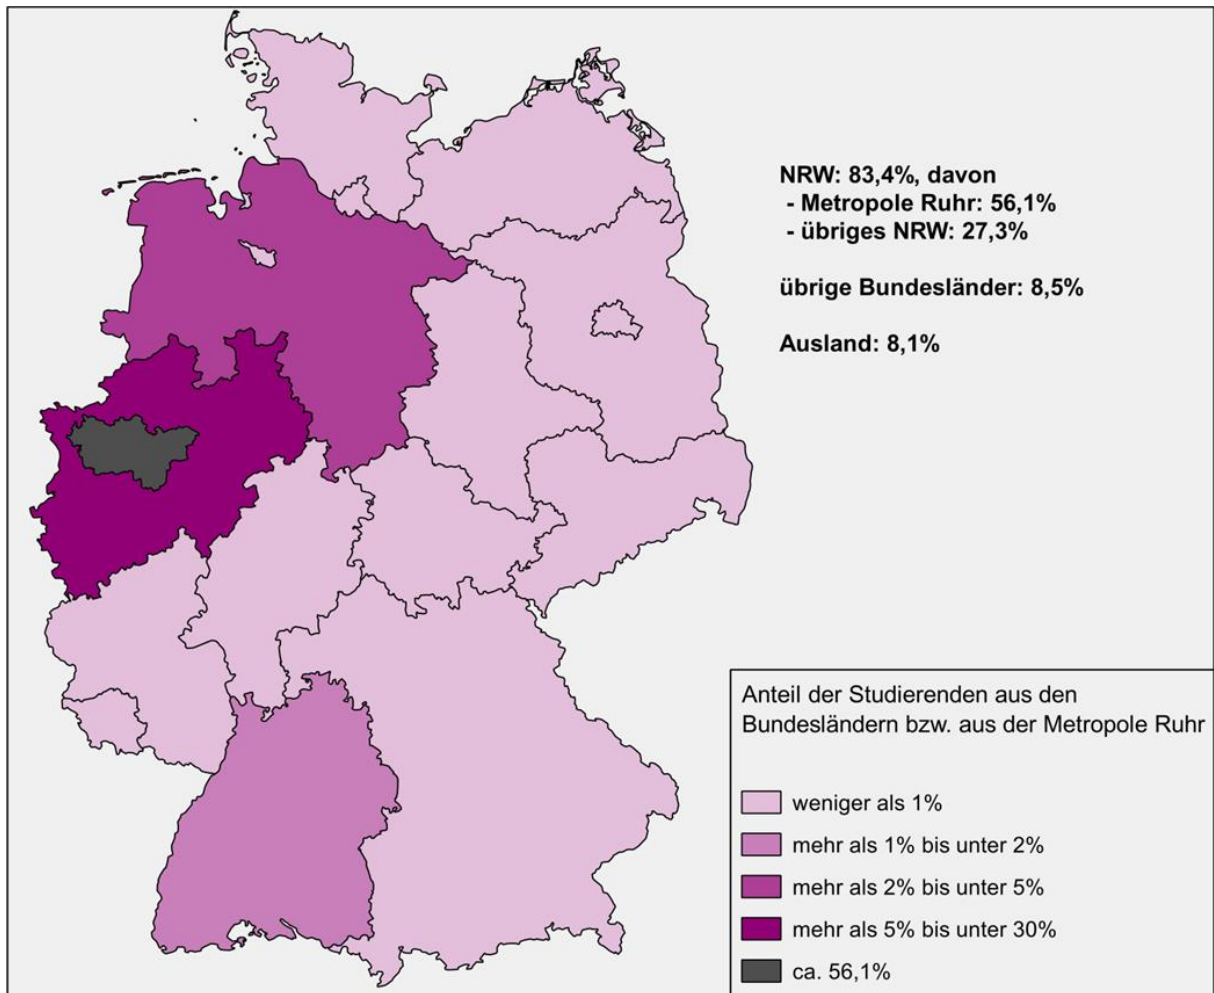 NRW: 83,4%, davon
- Metropole Ruhr: 56,1%
- übriges NRW: 27,3%
übrige Bundesländer: 8,5%
Ausland: 8,1%
Anteil der Studierenden aus den
Bundesländern bzw. aus der Metropole Ruhr
weniger als 1%
mehr als 1% bis unter 2%
mehr als 2% bis unter 5%
mehr als 5% bis unter 30%
ca. 56,1%